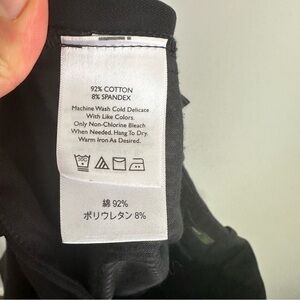 92% COTTON
8% SPANDEX
Machine Wash Cold Delicate
With Like Colors.
Only Non-Chlorine Bleach
When Needed. Hang To Dry.
Warm Iron As Desired.
綿 92%
ポリウレタン 8%